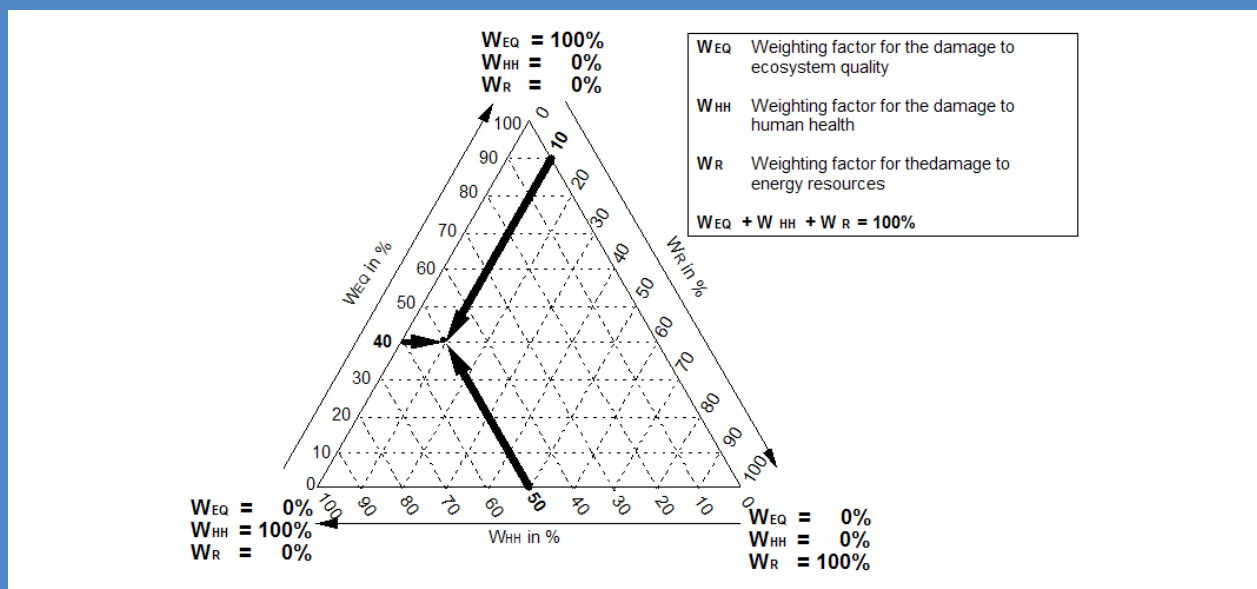 WEQ = 100%
WHH = 0%
WR = 0%
WEQ Weighting factor for the damage to
ecosystem quality
WHH Weighting factor for the damage to
human health
WR Weighting factor for thedamage to
energy resources
WEQ + W HH + W R = 100%
WEQ in %
100
90
80
70
60
50
40
30
20
10
0
WR in %
0
10
20
30
40
50
60
70
80
90
100
100
90
80
70
60
50
40
30
20
10
0
WHH in %
WEQ = 0%
WHH = 100%
WR = 0%
WEQ = 0%
WHH = 0%
WR = 100%